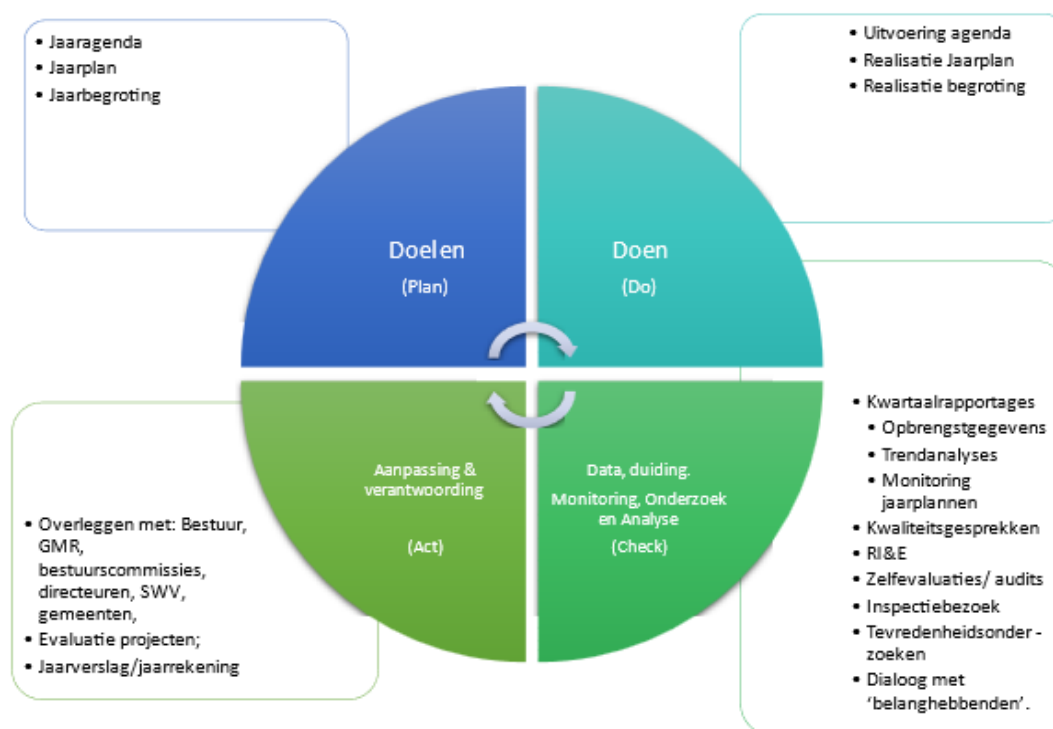 • Jaaragenda
• Jaarplan
• Jaarbegroting
• Uitvoering agenda
• Realisatie Jaarplan
• Realisatie begroting
Doelen
(Plan)
Doen
(Do)
Aanpassing &
verantwoording
(Act)
Data, duiding.
Monitoring, Onderzoek
en Analyse
(Check)
• Overleggen met: Bestuur,
GMR,
bestuurscommissies,
directeuren, SWV,
gemeenten,
• Evaluatie projecten;
• Jaarverslag/jaarrekening
• Kwartaalrapportages
• Opbrengstgegevens
• Trendanalyses
• Monitoring
jaarplannen
• Kwaliteitsgesprekken
• RI&E
• Zelfevaluaties/ audits
• Inspectiebezoek
• Tevredenheidsonder -
zoeken
• Dialoog met
‘belanghebbenden’.